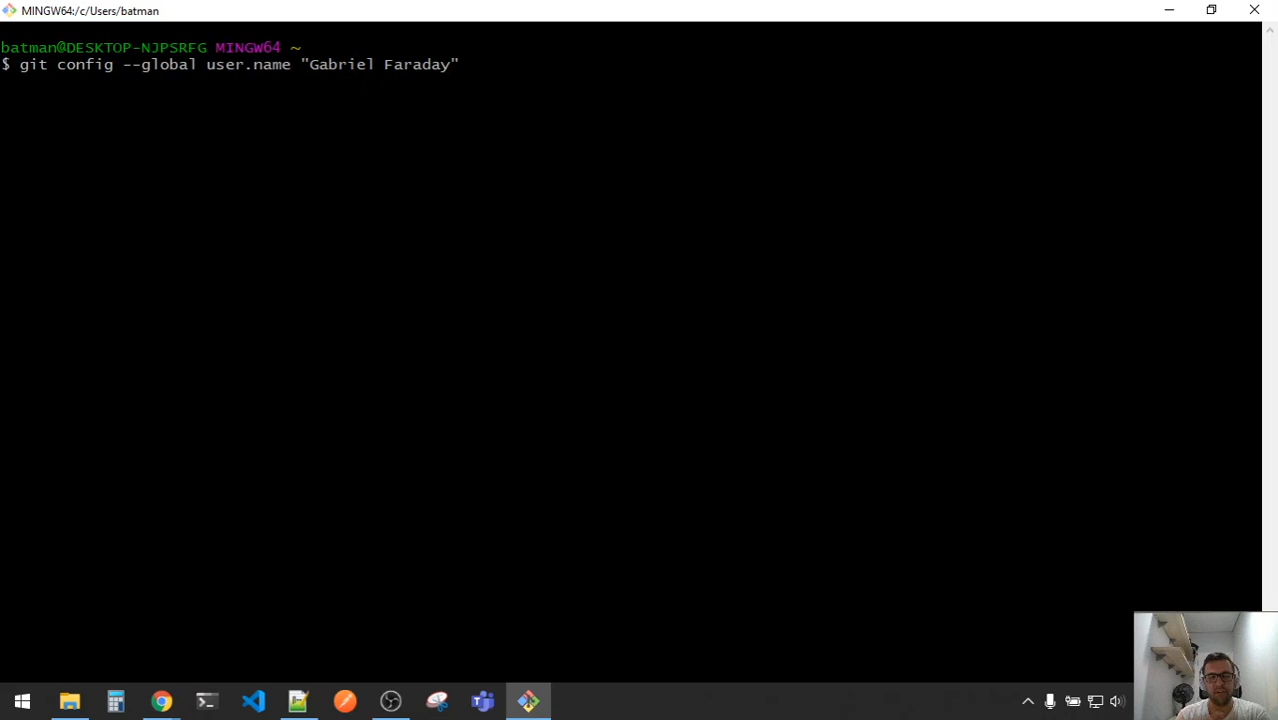 MINGW64:/c/Users/batman
batman@DESKTOP-NJPSRFG MINGW64 ~
$ git config --global user.name "Gabriel Faraday"